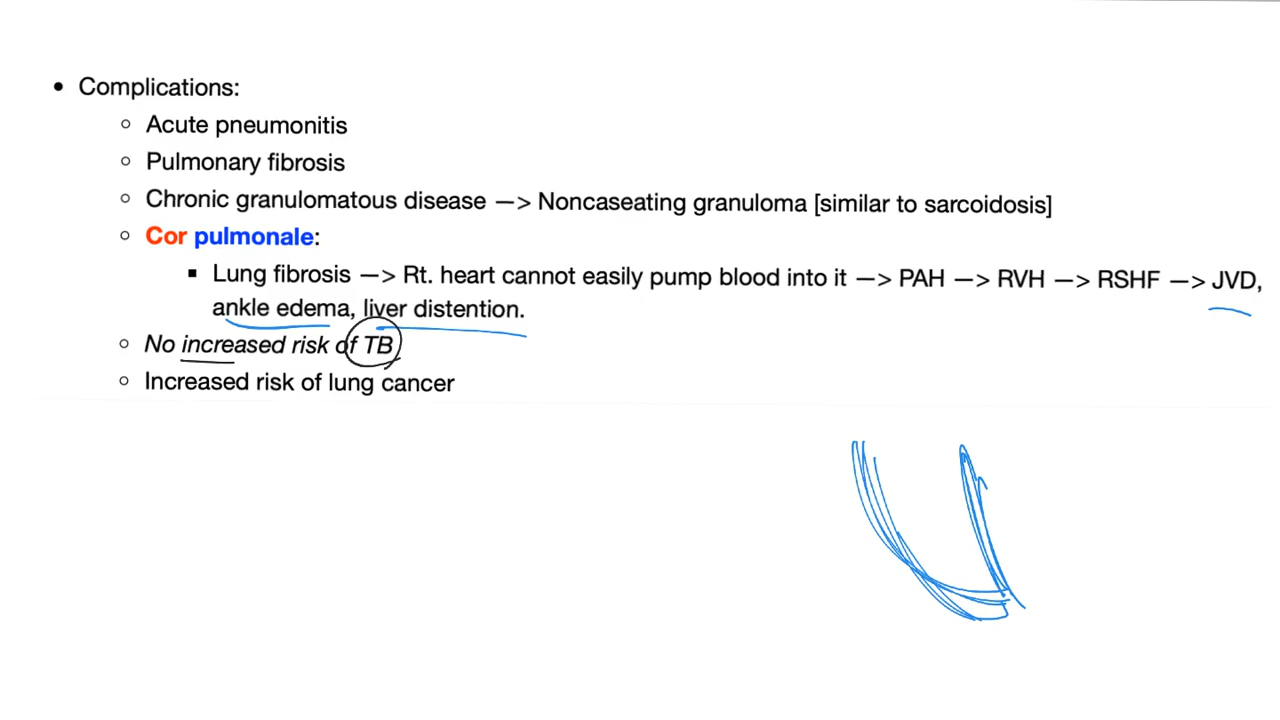 • Complications:
○ Acute pneumonitis
○ Pulmonary fibrosis
○ Chronic granulomatous disease —> Noncaseating granuloma [similar to sarcoidosis]
○ Cor pulmonale:
▪ Lung fibrosis —> Rt. heart cannot easily pump blood into it —> PAH —> RVH —> RSHF —> JVD,
ankle edema, liver distention.
○ No increased risk of TB
○ Increased risk of lung cancer